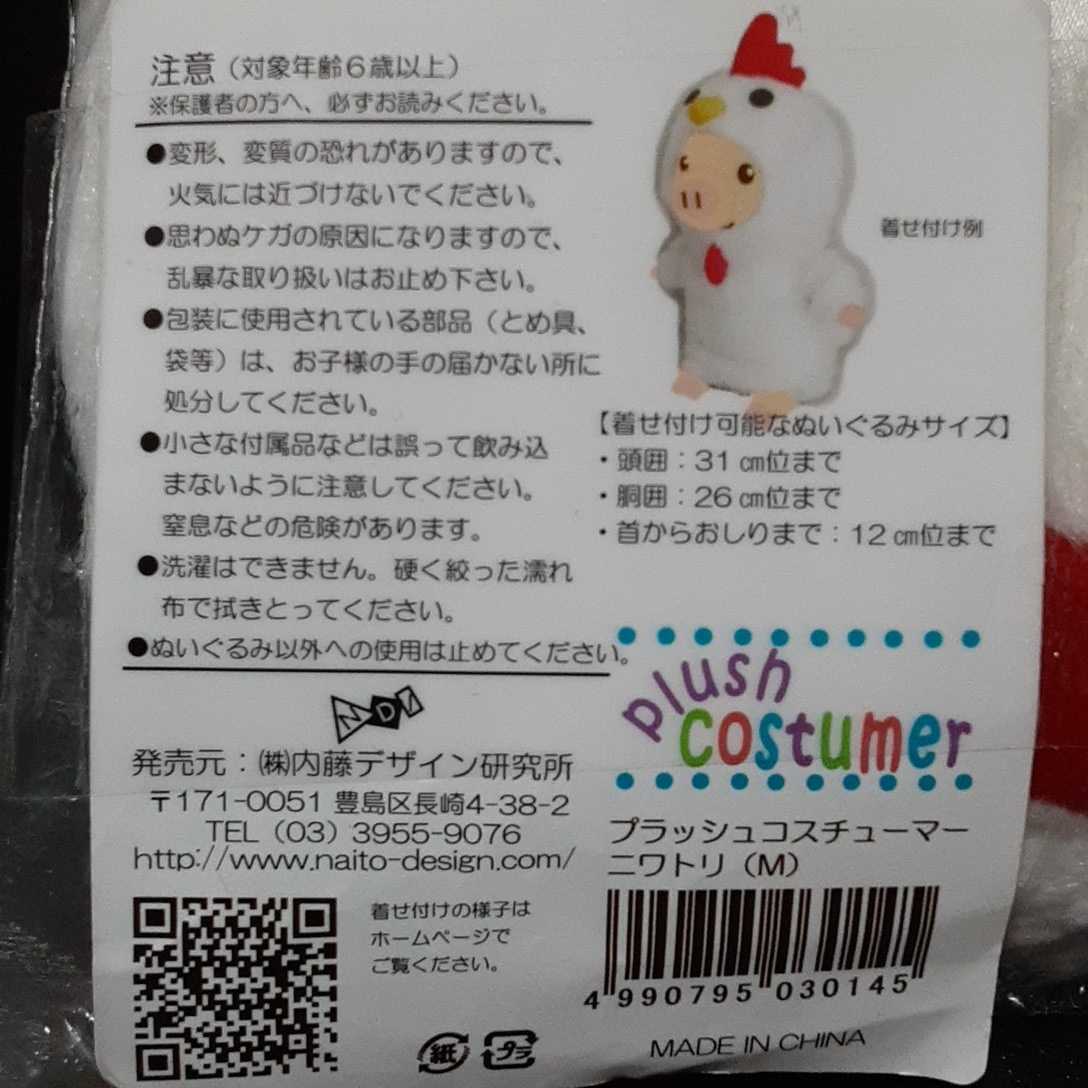 注意（対象年齢6歳以上）
※保護者の方へ、必ずお読みください。
●変形、変質の恐れがありますので、
火気には近づけないでください。
●思わぬケガの原因になりますので、
乱暴な取り扱いはお止め下さい。
●包装に使用されている部品（とめ具、
袋等）は、お子様の手の届かない所に
処分してください。
●小さな付属品などは誤って飲み込
まないように注意してください。
窒息などの危険があります。
●洗濯はできません。硬く絞った濡れ
布で拭きとってください。
●ぬいぐるみ以外への使用は止めてください。
NDI
発売元：㈱内藤デザイン研究所
〒171-0051 豊島区長崎4-38-2
TEL（03）3955-9076
http://www.naito-design.com/
着せ付けの様子は
ホームページで
ご覧ください。
紙
プラ
着せ付け例
【着せ付け可能なぬいぐるみサイズ】
・頭囲：31㎝位まで
・胴囲：26㎝位まで
・首からおしりまで：12㎝位まで
plush
costumer
プラッシュコスチューマー
ニワトリ（M）
4 990795 030145
MADE IN CHINA